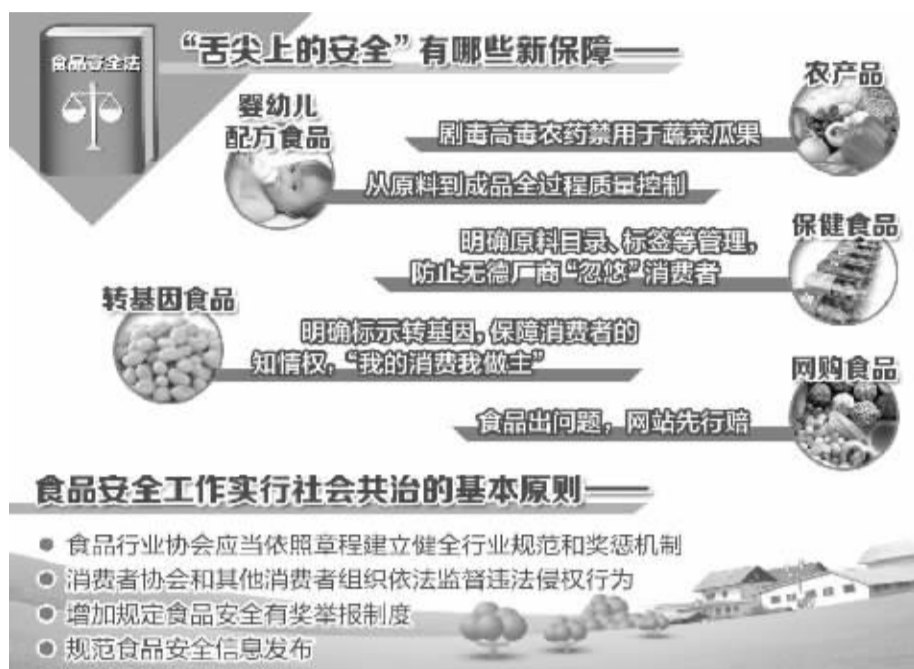 食品安全法
“舌尖上的安全”有哪些新保障——
农产品
剧毒高毒农药禁用于蔬菜瓜果
婴幼儿
配方食品
从原料到成品全过程质量控制
保健食品
明确原料目录、标签等管理，
防止无德厂商“忽悠”消费者
转基因食品
明确标示转基因，保障消费者的
知情权，“我的消费我做主”
网购食品
食品出问题，网站先行赔
食品安全工作实行社会共治的基本原则——
● 食品行业协会应当依照章程建立健全行业规范和奖惩机制
● 消费者协会和其他消费者组织依法监督违法侵权行为
● 增加规定食品安全有奖举报制度
● 规范食品安全信息发布